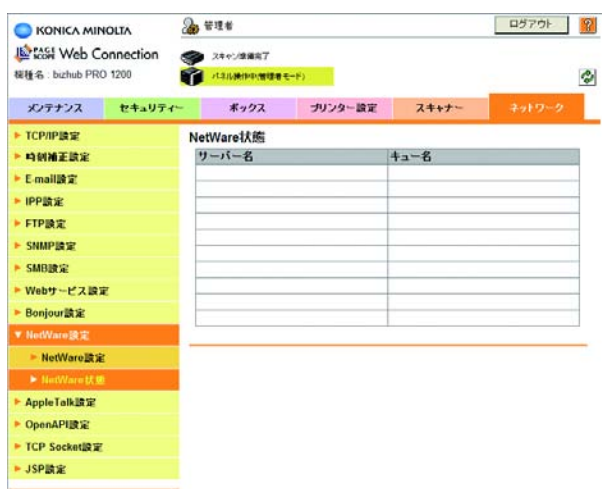 KONICA MINOLTA
管理者
ログアウト
?
PAGE SCOPE Web Connection
スキャン準備完了
機種名 : bizhub PRO 1200
パネル操作中(管理者モード)
メンテナンス
セキュリティー
ボックス
プリンター設定
スキャナー
ネットワーク
TCP/IP設定
時刻補正設定
E-mail設定
IPP設定
FTP設定
SNMP設定
SMB設定
Webサービス設定
Bonjour設定
NetWare設定
NetWare設定
NetWare状態
AppleTalk設定
OpenAPI設定
TCP Socket設定
JSP設定
NetWare状態
サーバー名
キュー名